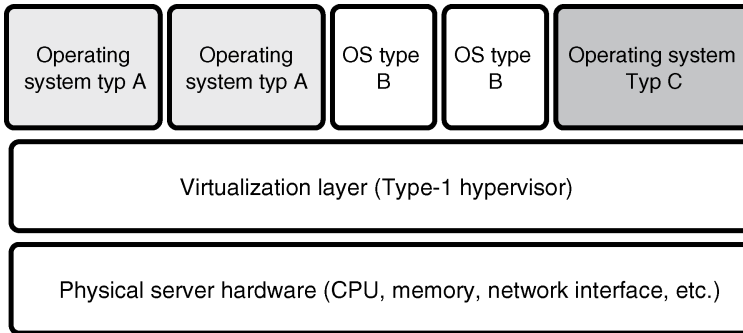 Operating
system typ A
Operating
system typ A
OS type
B
OS type
B
Operating system
Typ C
Virtualization layer (Type-1 hypervisor)
Physical server hardware (CPU, memory, network interface, etc.)